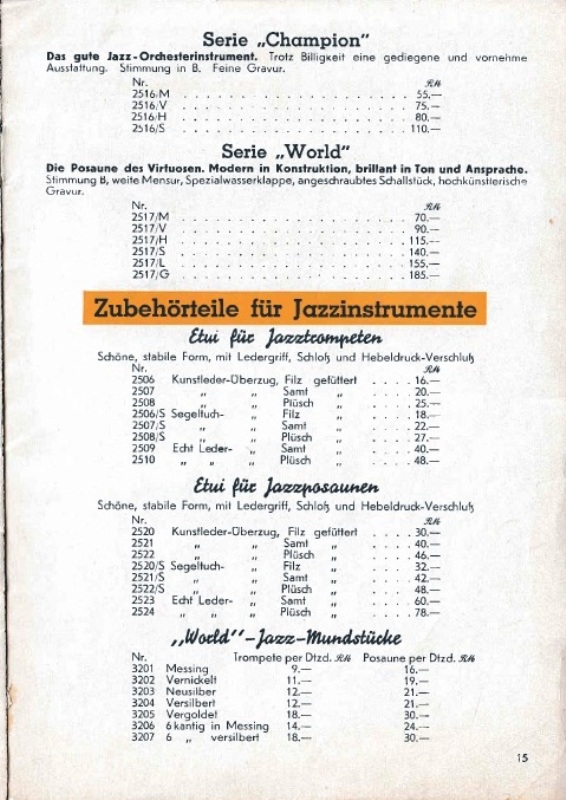 Serie „Champion"
Das gute Jazz-Orchesterinstrument. Trotz Billigkeit eine gediegene und vornehme
Ausstattung. Stimmung in B. Feine Gravur.
Nr. RM
2516/M . . . . . . . . . . . . . . . 55.—
2516/V . . . . . . . . . . . . . . . 75.—
2516/H . . . . . . . . . . . . . . . 80.—
2516/S . . . . . . . . . . . . . . . 110.—
Serie „World"
Die Posaune des Virtuosen. Modern in Konstruktion, brillant in Ton und Ansprache.
Stimmung B, weite Mensur, Spezialwasserklappe, angeschraubtes Schallstück, hochkünstlerische
Gravur.
Nr. RM
2517/M . . . . . . . . . . . . . . . 70.—
2517/V . . . . . . . . . . . . . . . 90.—
2517/H . . . . . . . . . . . . . . . 115.—
2517/S . . . . . . . . . . . . . . . 140.—
2517/L . . . . . . . . . . . . . . . 155.—
2517/G . . . . . . . . . . . . . . . 185.—
Zubehörteile für Jazzinstrumente
Etui für Jazztrompeten
Schöne, stabile Form, mit Ledergriff, Schloß und Hebeldruck-Verschluß
Nr. RM
2506 Kunstleder-Überzug, Filz gefüttert . . . . 16.—
2507 „ „ Samt „ . . . . 20.—
2508 „ „ Plüsch „ . . . . 25.—
2506/S Segeltuch- „ Filz „ . . . . 18.—
2507/S „ „ Samt „ . . . . 22.—
2508/S „ „ Plüsch „ . . . . 27.—
2509 Echt Leder- „ Samt „ . . . . 40.—
2510 „ „ „ Plüsch „ . . . . 48.—
Etui für Jazzposaunen
Schöne, stabile Form, mit Ledergriff, Schloß und Hebeldruck-Verschluß
Nr. RM
2520 Kunstleder-Überzug, Filz gefüttert . . . . 30.—
2521 „ „ Samt „ . . . . 40.—
2522 „ „ Plüsch „ . . . . 46.—
2520/S Segeltuch- „ Filz „ . . . . 32.—
2521/S „ „ Samt „ . . . . 42.—
2522/S „ „ Plüsch „ . . . . 48.—
2523 Echt Leder- „ Samt „ . . . . 60.—
2524 „ „ „ Plüsch „ . . . . 78.—
„World"-Jazz-Mundstücke
Nr. Trompete per Dtzd. RM Posaune per Dtzd. RM
3201 Messing 9.— 16.—
3202 Vernickelt 11.— 19.—
3203 Neusilber 12.— 21.—
3204 Versilbert 12.— 21.—
3205 Vergoldet 18.— 30.—
3206 6kantig in Messing 14.— 24.—
3207 6 „ versilbert 18.— 30.—
15